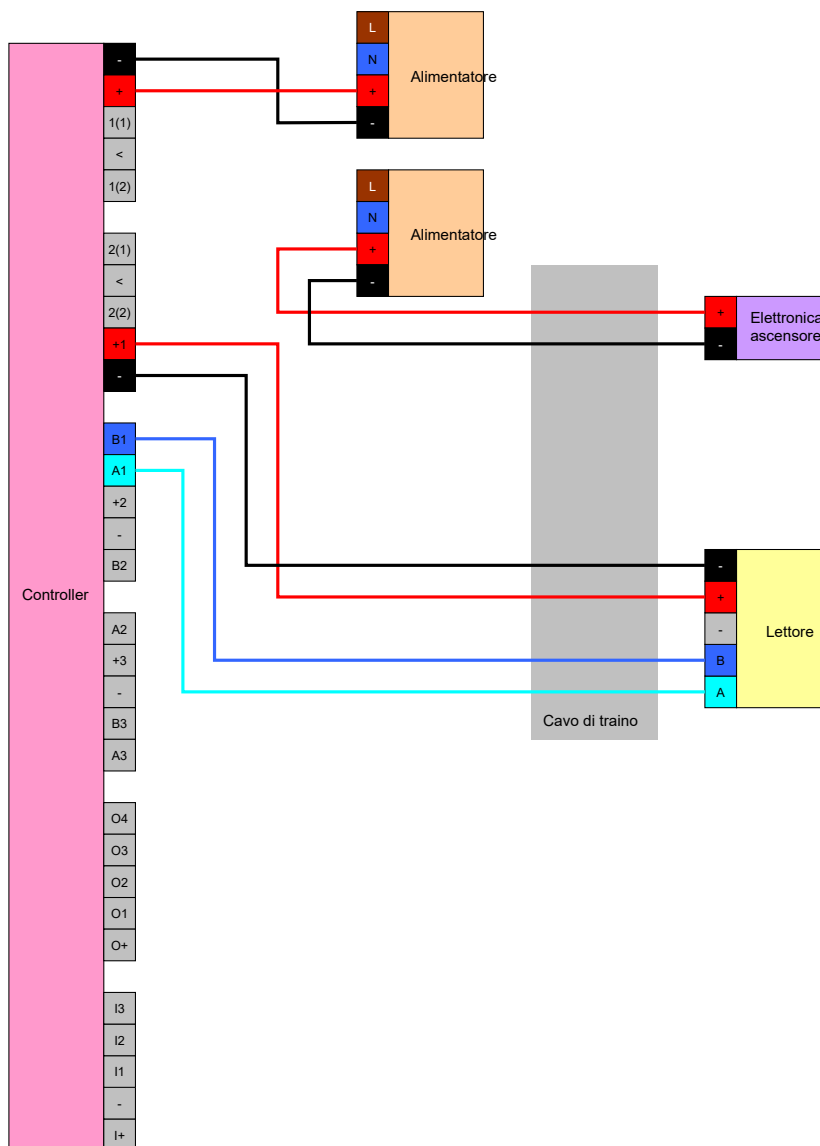 Controller
-
+
1(1)
<
1(2)
2(1)
<
2(2)
+1
-
B1
A1
+2
-
B2
A2
+3
-
B3
A3
O4
O3
O2
O1
O+
I3
I2
I1
-
I+
L
N
+
-
Alimentatore
L
N
+
-
Alimentatore
Cavo di traino
+
-
Elettronica
ascensore
-
+
-
B
A
Lettore